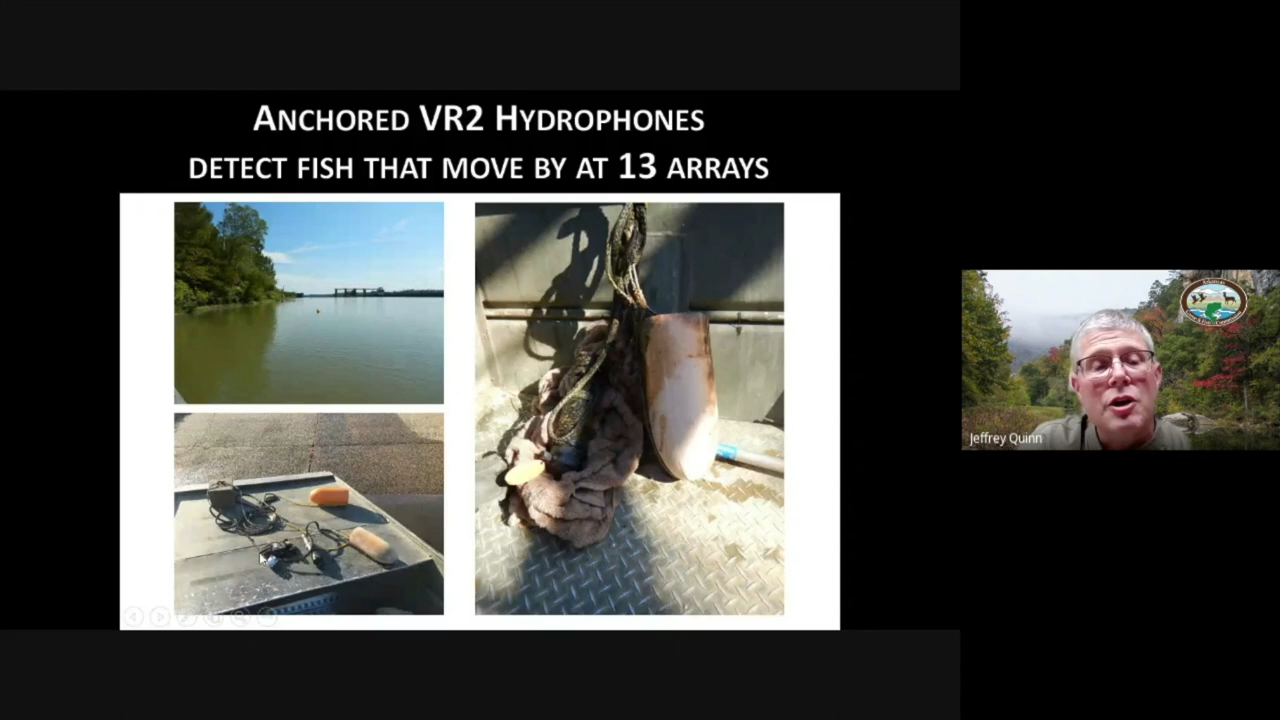 ANCHORED VR2 HYDROPHONES
DETECT FISH THAT MOVE BY AT 13 ARRAYS
Jeffrey Quinn